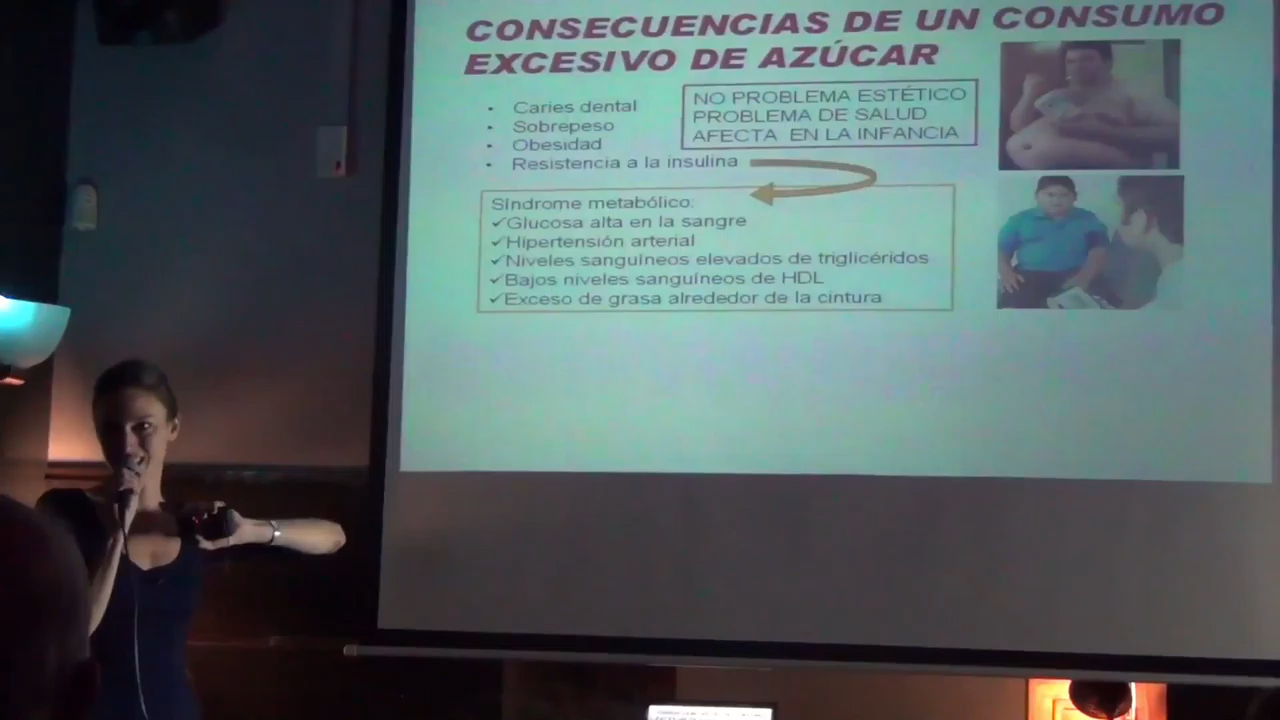 CONSECUENCIAS DE UN CONSUMO
EXCESIVO DE AZÚCAR
• Caries dental
• Sobrepeso
• Obesidad
• Resistencia a la insulina
NO PROBLEMA ESTÉTICO
PROBLEMA DE SALUD
AFECTA EN LA INFANCIA
Síndrome metabólico:
✓Glucosa alta en la sangre
✓Hipertensión arterial
✓Niveles sanguíneos elevados de triglicéridos
✓Bajos niveles sanguíneos de HDL
✓Exceso de grasa alrededor de la cintura